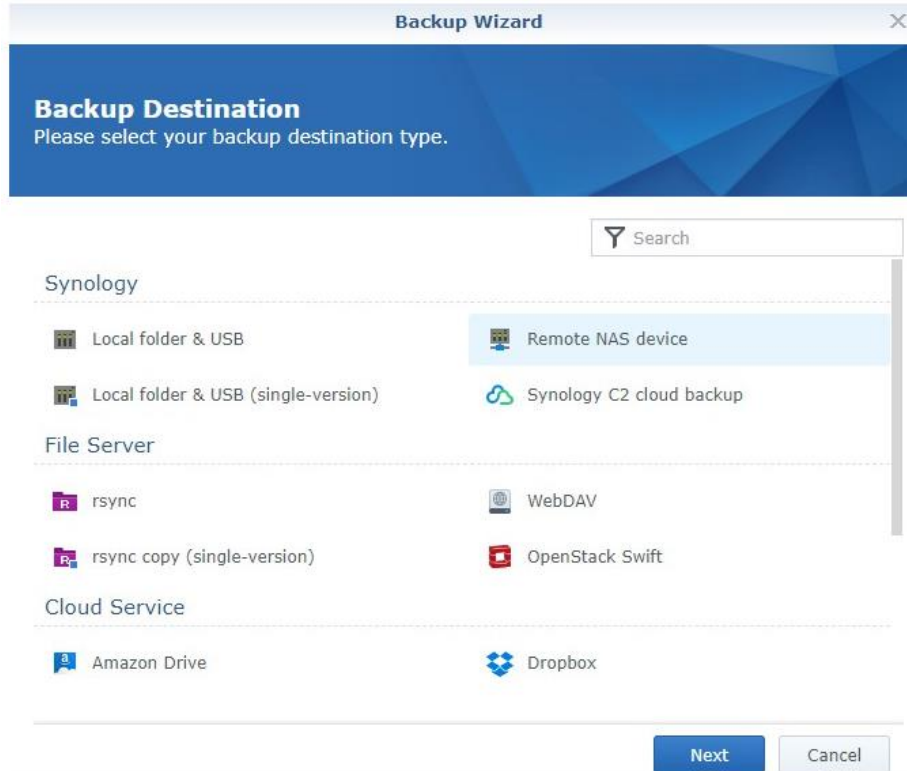 Backup Wizard
Backup Destination
Please select your backup destination type.
Search
Synology
Local folder & USB
Remote NAS device
Local folder & USB (single-version)
Synology C2 cloud backup
File Server
R rsync
WebDAV
R rsync copy (single-version)
OpenStack Swift
Cloud Service
a Amazon Drive
Dropbox
Next
Cancel